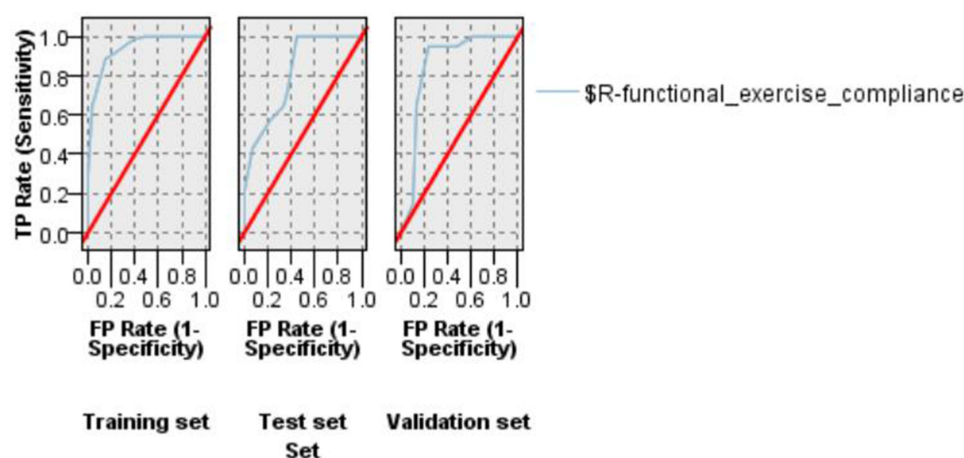 TP Rate (Sensitivity)
1.0
0.8
0.6
0.4
0.2
0.0
0.0 0.4 0.8
0.2 0.6 1.0
FP Rate (1-
Specificity)
Training set
0.0 0.4 0.8
0.2 0.6 1.0
FP Rate (1-
Specificity)
Test set
0.0 0.4 0.8
0.2 0.6 1.0
FP Rate (1-
Specificity)
Validation set
Set
$R-functional_exercise_compliance